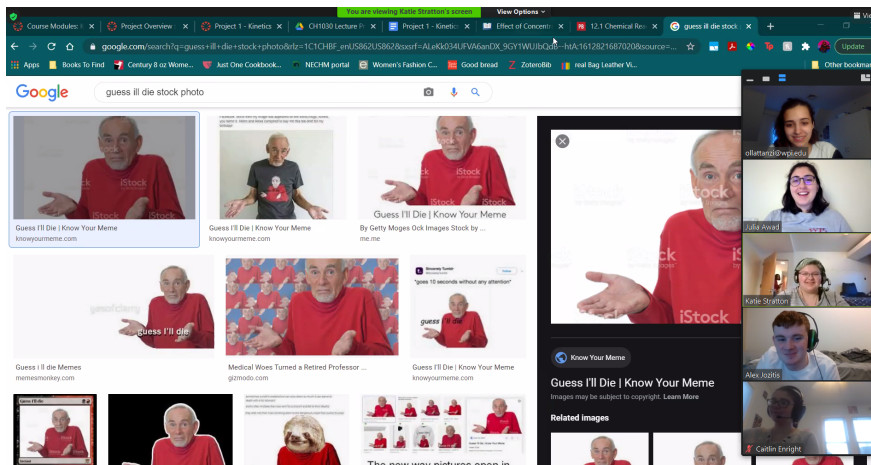 You are viewing Katie Stratton's screen
View Options
Course Modules:
Project Overview
Project 1 - Kinetics
CH1030 Lecture
Project 1 - Kinetics
Effect of Concentr
12.1 Chemical Rea
guess ill die stock
google.com/search?q=guess+ill+die+stock+photo&rlz=1C1CHBF_enUS862US862&sxsrf=ALeKk034UFVA6anDX_9GY1WUJbQdB--htA:1612821687020&source=...
Update
Apps
Books To Find
Century 8 oz Wome...
Just One Cookbook...
NECHM portal
Women's Fashion C...
Good bread
ZoteroBib
real Bag Leather Vi...
Other bookmar
Google
guess ill die stock photo
iStock
Guess I'll Die | Know Your Meme
knowyourmeme.com
Guess I'll Die | Know Your Meme
knowyourmeme.com
Guess I'll Die | Know Your Meme
By Getty Moges Ock Images Stock by ...
me.me
guess I'll die
Guess i ll die Memes
memesmonkey.com
Medical Woes Turned a Retired Professor ...
gizmodo.com
*goes 10 seconds without any attention*
guess I'll die
Guess I'll Die | Know Your Meme
knowyourmeme.com
Guess I'll die
The new way pictures open in
iStock
Know Your Meme
Guess I'll Die | Know Your Meme
Images may be subject to copyright. Learn More
Related images
ollattanzi@wpi.edu
Julia Awad
Katie Stratton
Alex Jozitis
Caitlin Enright